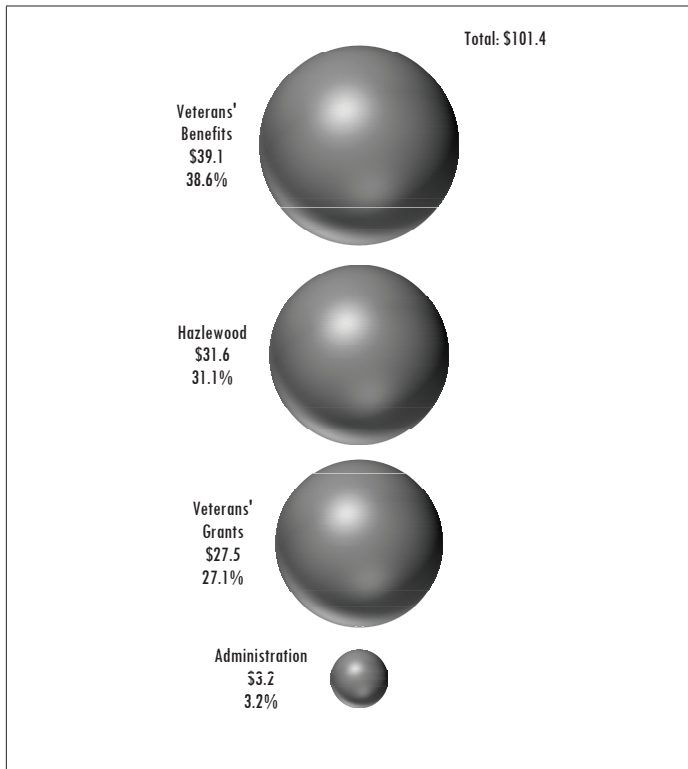 Total: $101.4
Veterans'
Benefits
$39.1
38.6%
Hazlewood
$31.6
31.1%
Veterans'
Grants
$27.5
27.1%
Administration
$3.2
3.2%